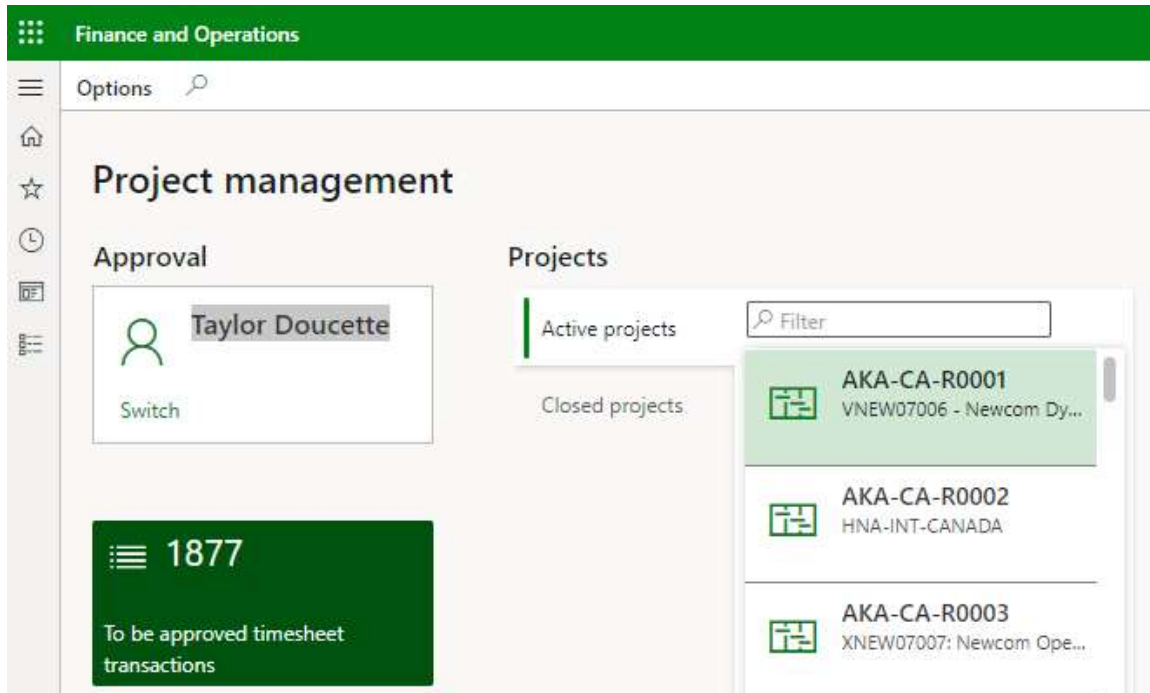 Finance and Operations
Options
Project management
Approval
Taylor Doucette
Switch
1877
To be approved timesheet
transactions
Projects
Active projects
Closed projects
Filter
AKA-CA-R0001
VNEW07006 - Newcom Dy...
AKA-CA-R0002
HNA-INT-CANADA
AKA-CA-R0003
XNEW07007: Newcom Ope...